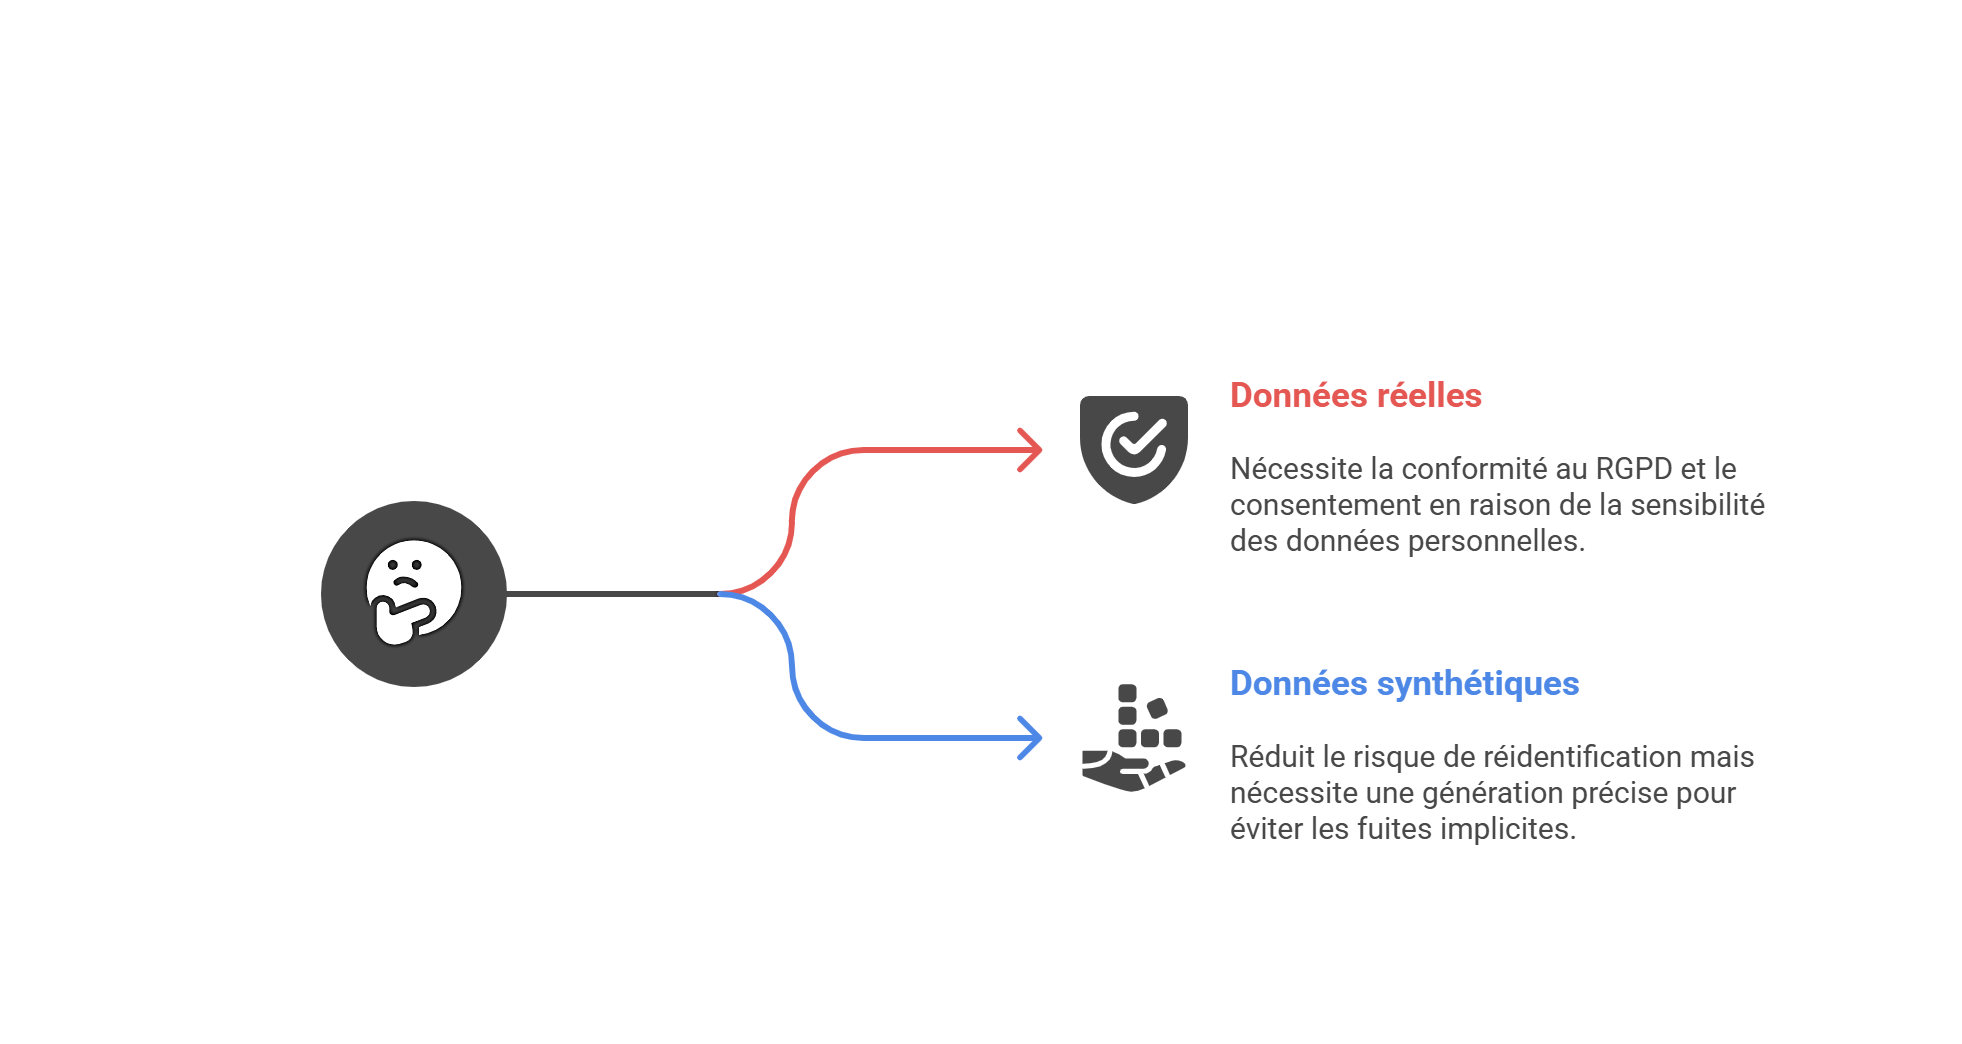 Données réelles
Nécessite la conformité au RGPD et le
consentement en raison de la sensibilité
des données personnelles.
Données synthétiques
Réduit le risque de réidentification mais
nécessite une génération précise pour
éviter les fuites implicites.